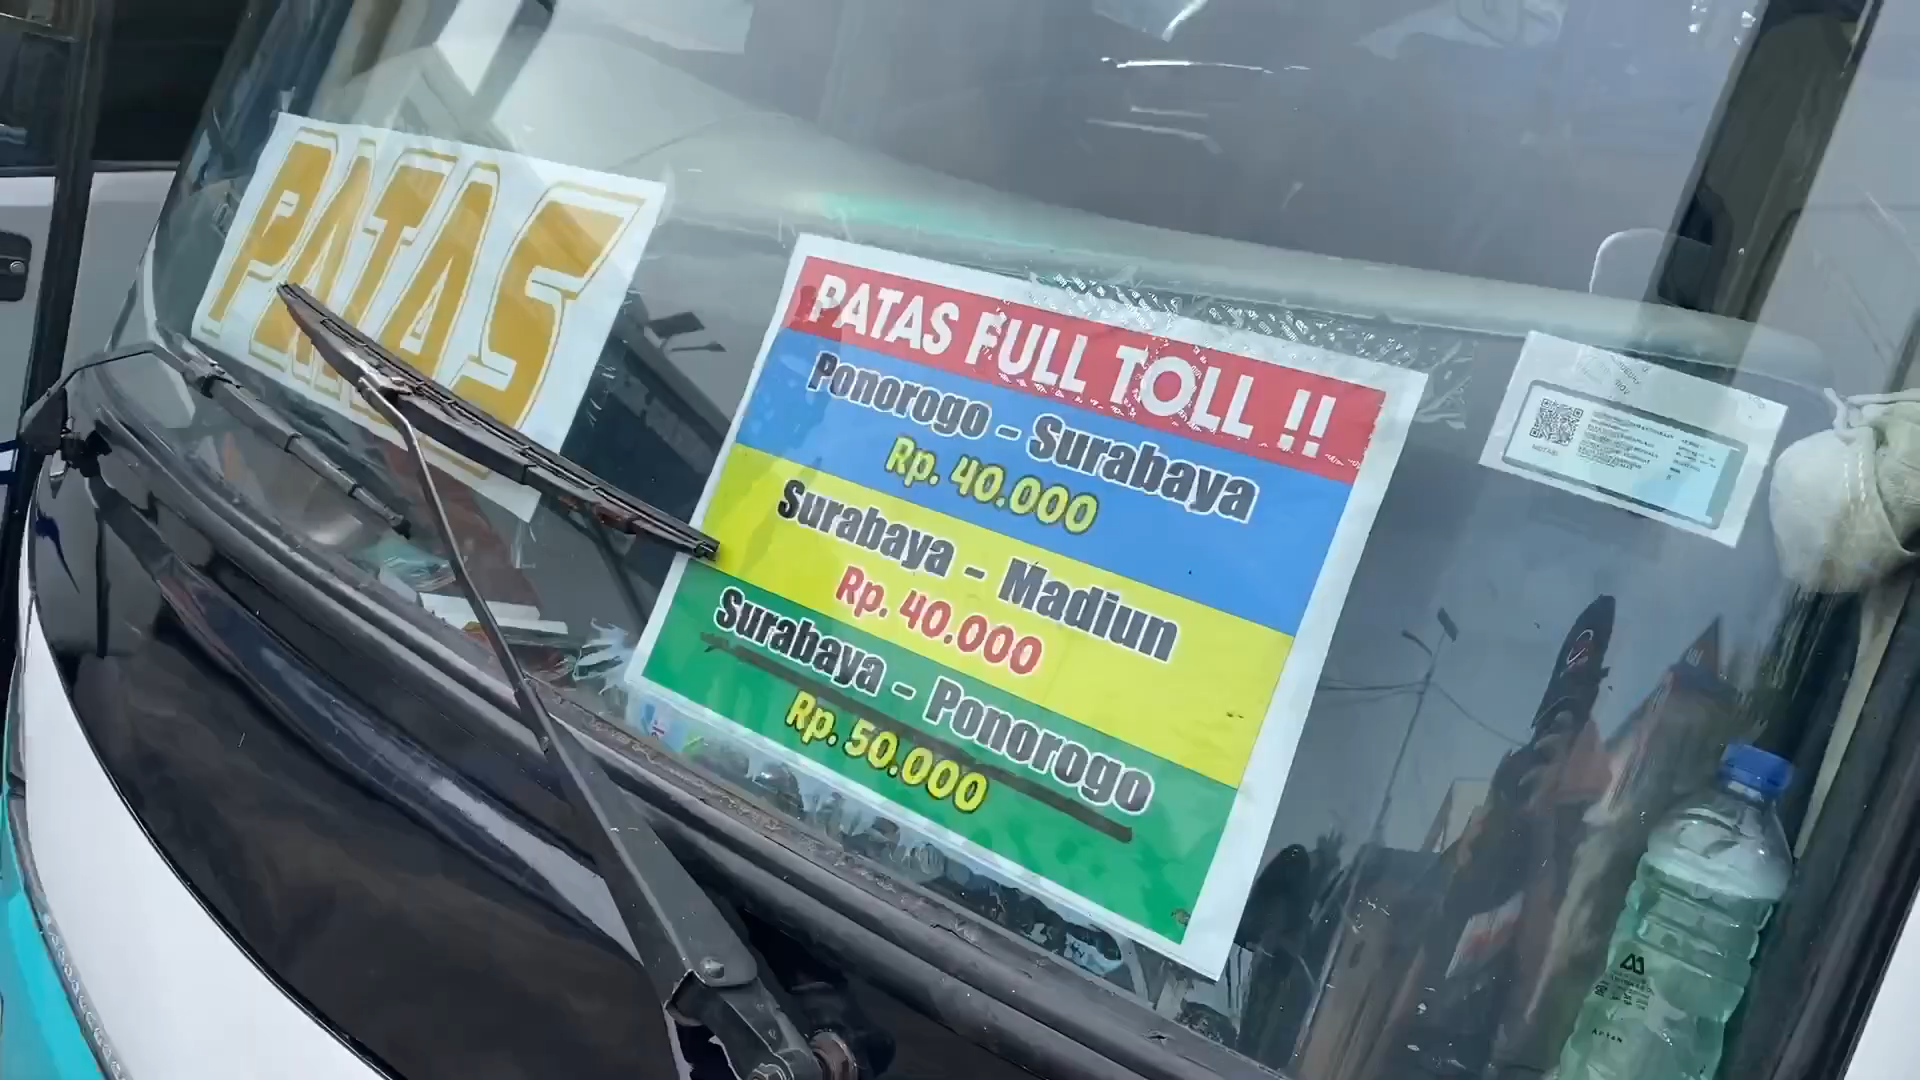 PATAS
PATAS FULL TOLL !!
Ponorogo - Surabaya
Rp. 40.000
Surabaya - Madiun
Rp. 40.000
Surabaya - Ponorogo
Rp. 50.000